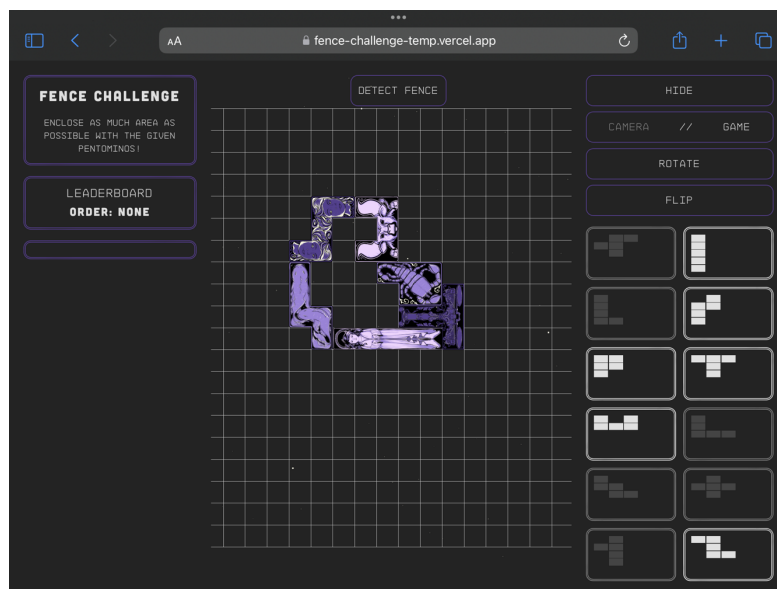 AA
fence-challenge-temp.vercel.app
FENCE CHALLENGE
ENCLOSE AS MUCH AREA AS
POSSIBLE WITH THE GIVEN
PENTOMINOS!
LEADERBOARD
ORDER: NONE
DETECT FENCE
HIDE
CAMERA // GAME
ROTATE
FLIP